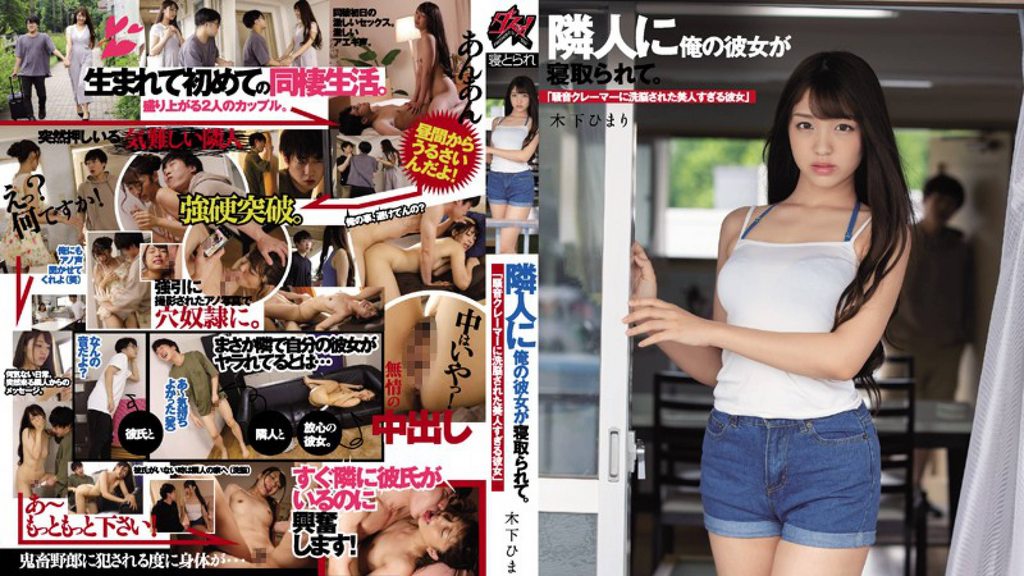 同棲初日の
激しいセックス。
激しい
アエギ声。
あんあん
生まれて初めての同棲生活。
盛り上がる2人のカップル。
突然押しいる気難しい隣人
昼間から
うるさい
んだよ!
えっ?
何ですか!
強硬突破。
俺の事、避けてんの?
俺にも
アノ声
聞かせて
くれよ(笑)
強引に
撮影されたアノ写真で
穴奴隷に。
中はいや〜!
無情の
中出し
何気ない日常。
突然来る隣人からの
メッセージ。
なんの
音だよ?
あ〜気持ち
よかった(笑)
まさか隣で自分の彼女が
ヤラれてるとは…
彼氏と
隣人と
放心の
彼女。
彼氏がいない時は隣人の家へ(洗脳)
あ〜
もっともっと下さい!
すぐ隣に彼氏が
いるのに
興奮
します!
鬼畜野郎に犯される度に身体が・・・
ダスッ!
寝とられ
隣人に俺の彼女が寝取られて。
「騒音クレーマーに洗脳された美人すぎる彼女」
木下ひま
隣人に俺の彼女が
寝取られて。
「騒音クレーマーに洗脳された美人すぎる彼女」
木下ひまり